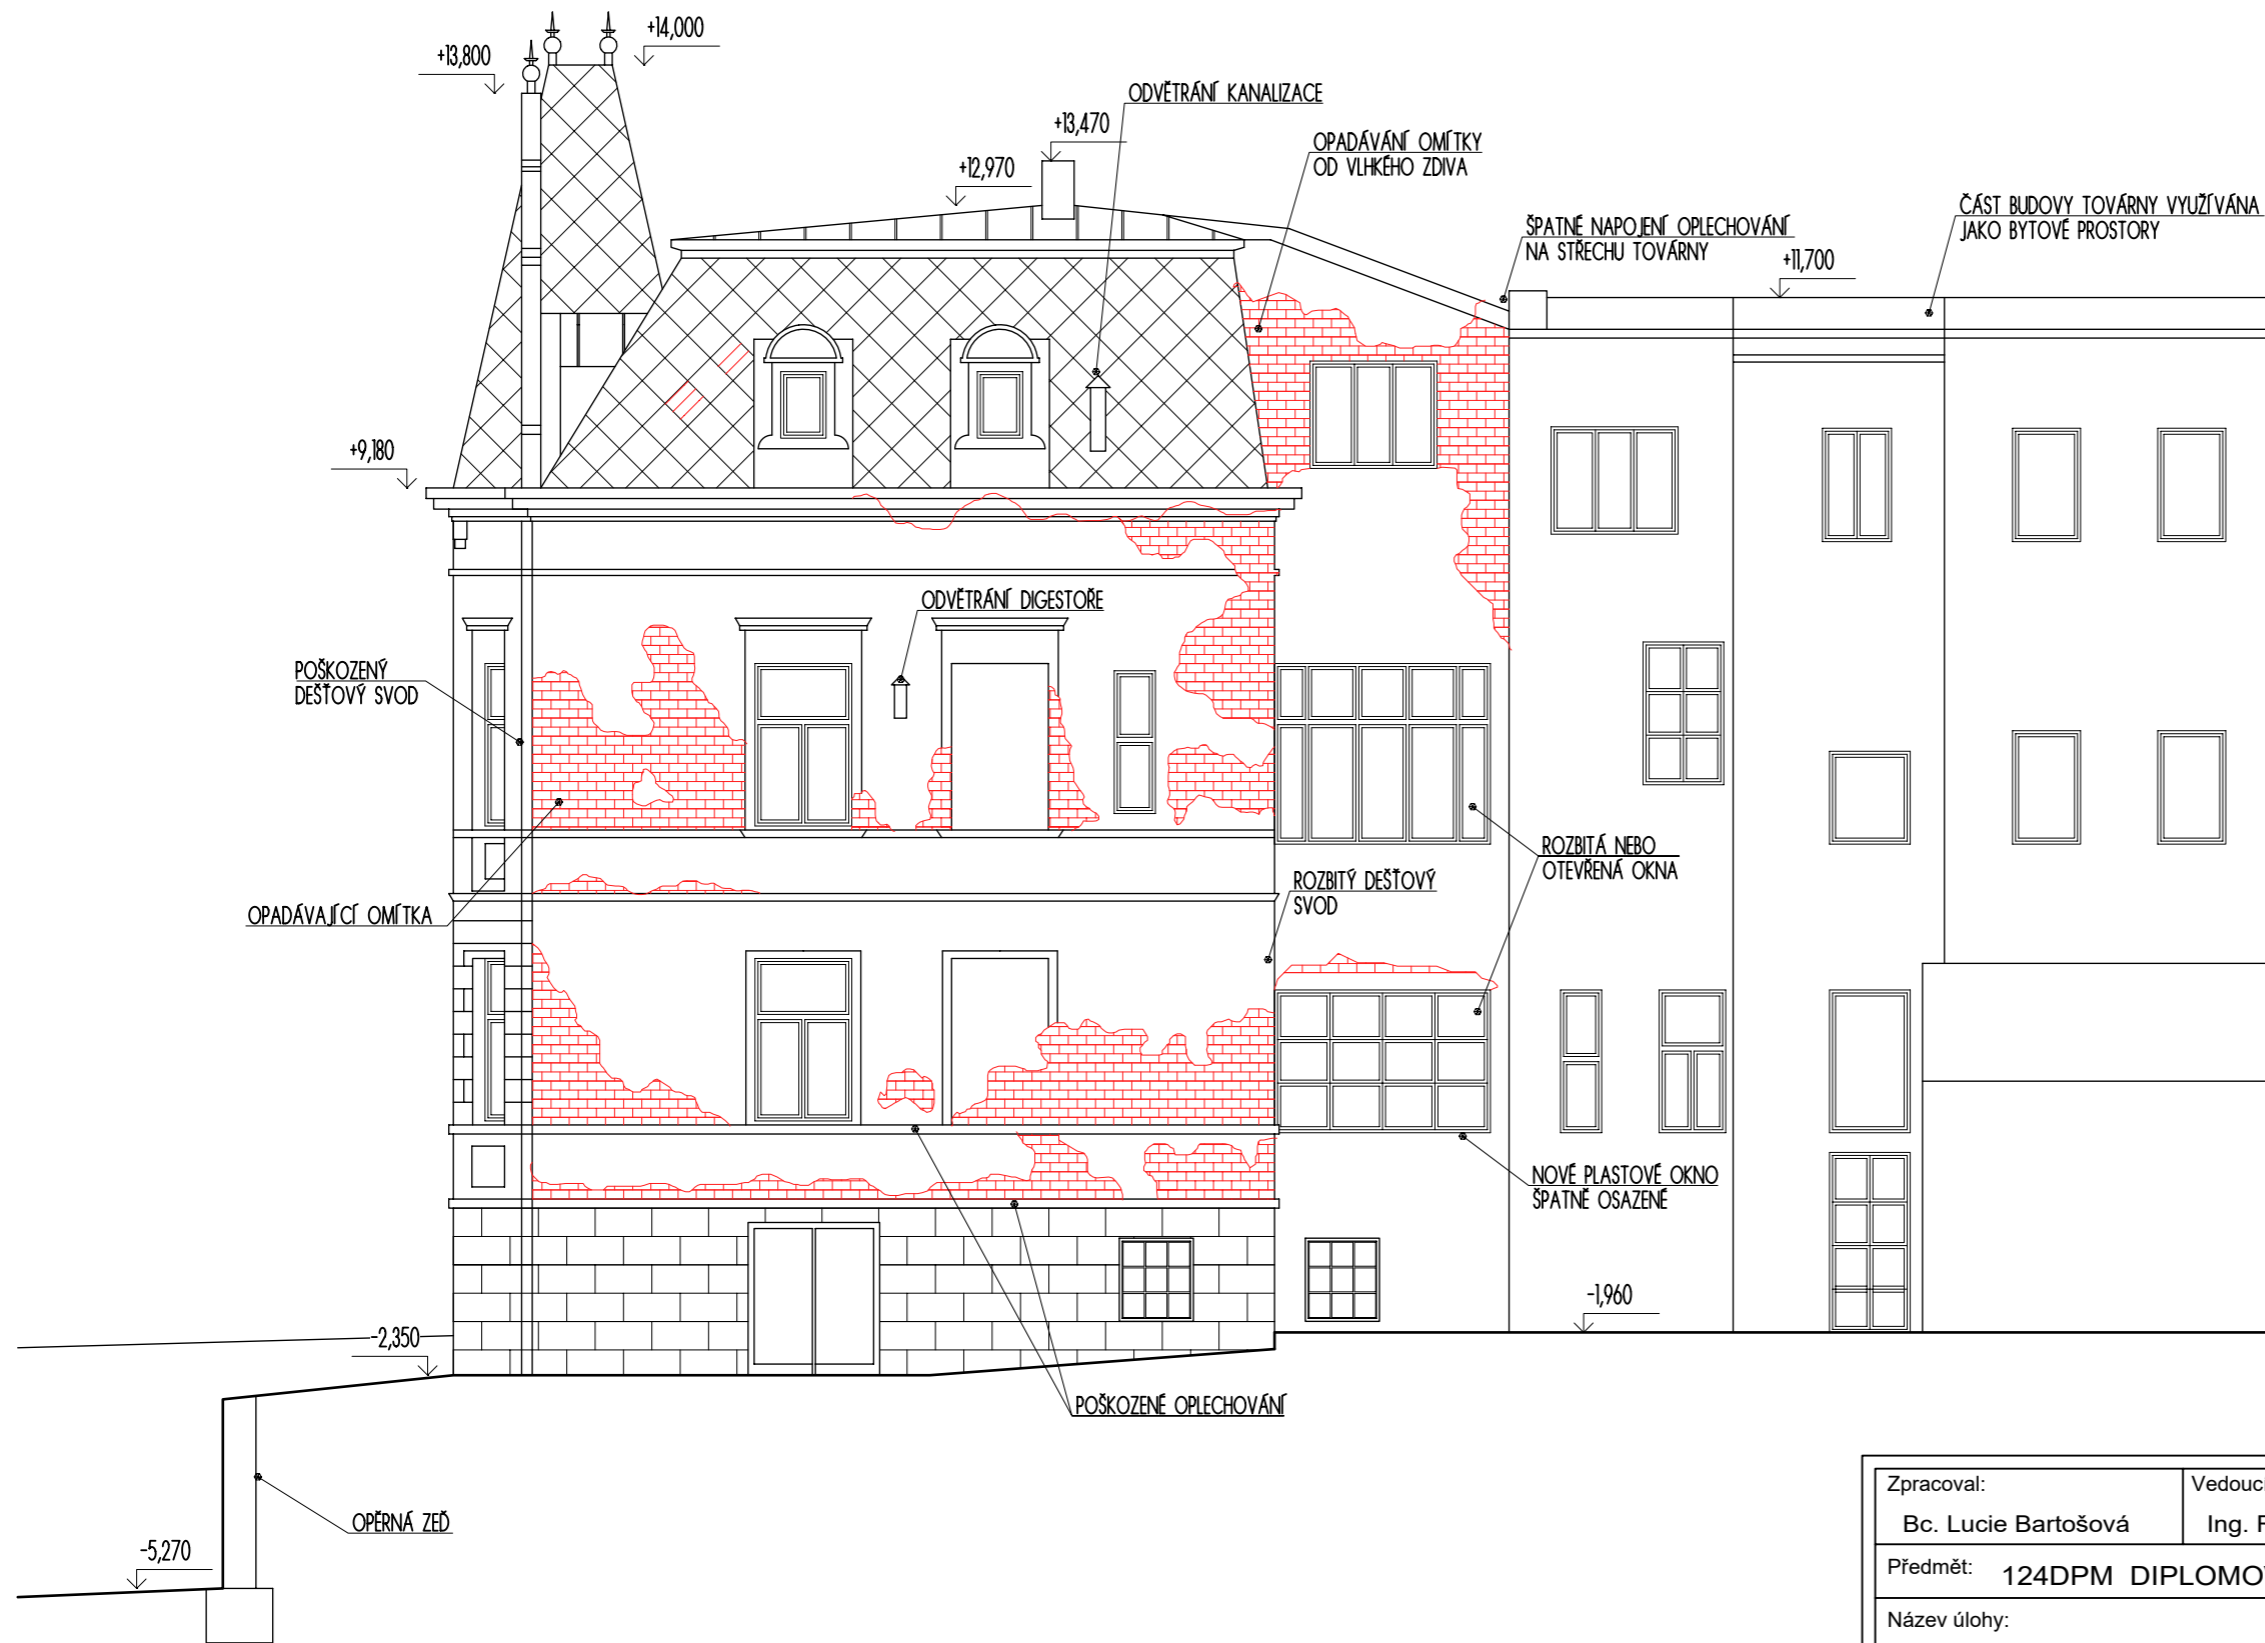 +14,000
+13,800
ODVĚTRÁNÍ KANALIZACE
+13,470
OPADÁVÁNÍ OMÍTKY
OD VLHKÉHO ZDIVA
+12,970
ČÁST BUDOVY TOVÁRNY VYUŽÍVÁNA
JAKO BYTOVÉ PROSTORY
ŠPATNÉ NAPOJENÍ OPLECHOVÁNÍ
NA STŘECHU TOVÁRNY
+11,700
+9,180
ODVĚTRÁNÍ DIGESTOŘE
POŠKOZENÝ
DEŠŤOVÝ SVOD
ROZBITÁ NEBO
OTEVŘENÁ OKNA
ROZBITÝ DEŠŤOVÝ
SVOD
OPADÁVAJÍCÍ OMÍTKA
NOVÉ PLASTOVÉ OKNO
ŠPATNĚ OSAZENÉ
-1,960
-2,350
POŠKOZENÉ OPLECHOVÁNÍ
OPĚRNÁ ZEĎ
-5,270
Zpracoval:
Bc. Lucie Bartošová
Vedoucí
Ing.
Předmět: 124DPM DIPLOMOV
Název úlohy: